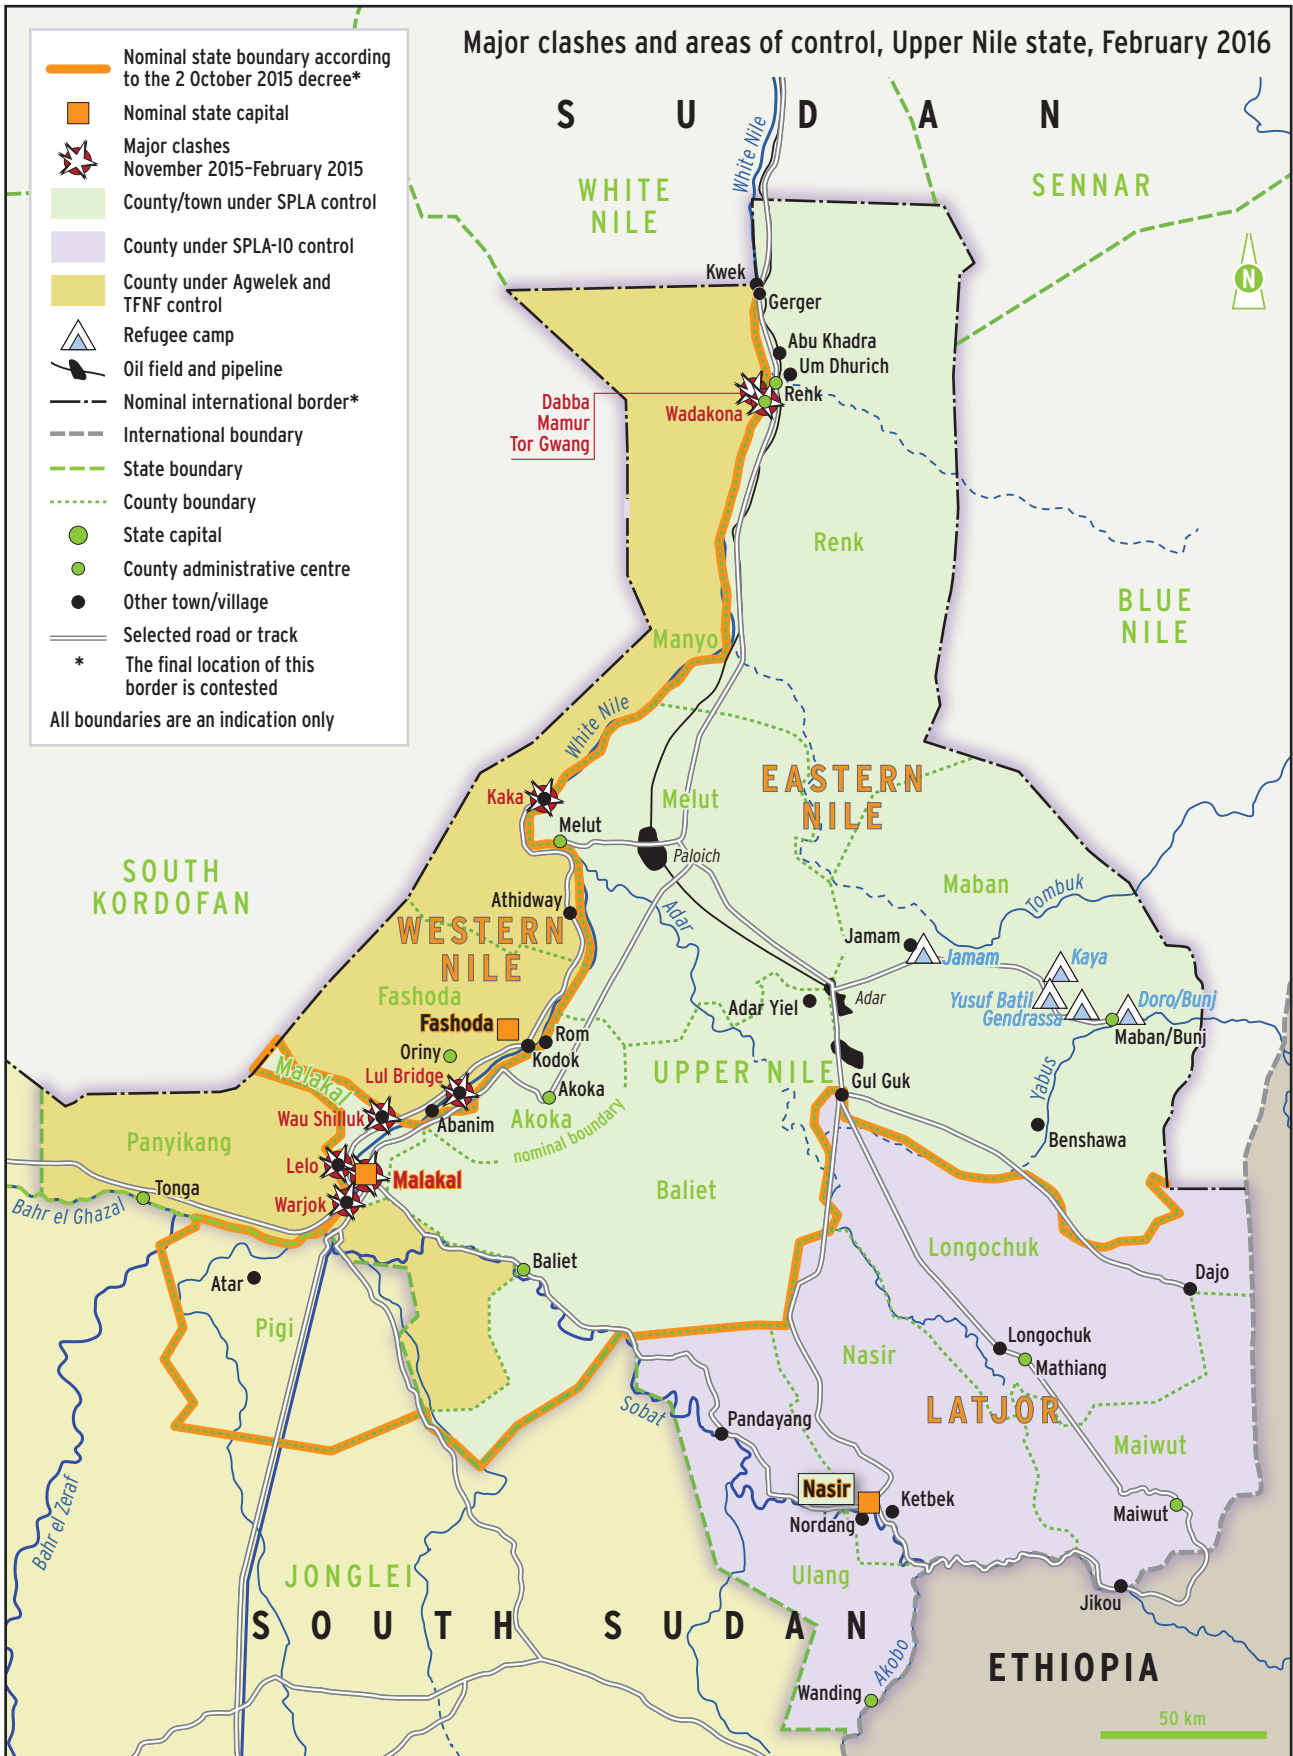 Major clashes and areas of control, Upper Nile state, February 2016
Nominal state boundary according
to the 2 October 2015 decree*
Nominal state capital
Major clashes
November 2015–February 2015
County/town under SPLA control
County under SPLA-IO control
County under Agwelek and
TFNF control
Refugee camp
Oil field and pipeline
Nominal international border*
International boundary
State boundary
County boundary
State capital
County administrative centre
Other town/village
Selected road or track
* The final location of this
border is contested
All boundaries are an indication only
SUDAN
White Nile
WHITE
NILE
SENNAR
N
Kwek
Gerger
Abu Khadra
Um Dhurich
Renk
Dabba
Mamur
Tor Gwang
Wadakona
Renk
BLUE
NILE
Manyo
White Nile
EASTERN
NILE
Kaka
Melut
Melut
Paloich
SOUTH
KORDOFAN
Maban
Tombuk
Athidway
Adar
WESTERN
NILE
Jamam
Jamam
Kaya
Fashoda
Adar Yiel
Adar
Yusuf Batil
Gendrassa
Doro/Bunj
Maban/Bunj
Fashoda
Rom
Kodok
Oriny
Malakal
Lul Bridge
UPPER NILE
Gul Guk
Yabus
Akoka
Akoka
nominal boundary
Wau Shilluk
Abanim
Benshawa
Panyikang
Lelo
Malakal
Baliet
Tonga
Warjok
Bahr el Ghazal
Longochuk
Baliet
Atar
Dajo
Pigi
Longochuk
Mathiang
Nasir
LATJOR
Sobat
Pandayang
Maiwut
Nasir
Ketbek
Nordang
Maiwut
Bahr el Zeraf
JONGLEI
Ulang
Jikou
SOUTH SUDAN
Akobo
ETHIOPIA
Wanding
50 km